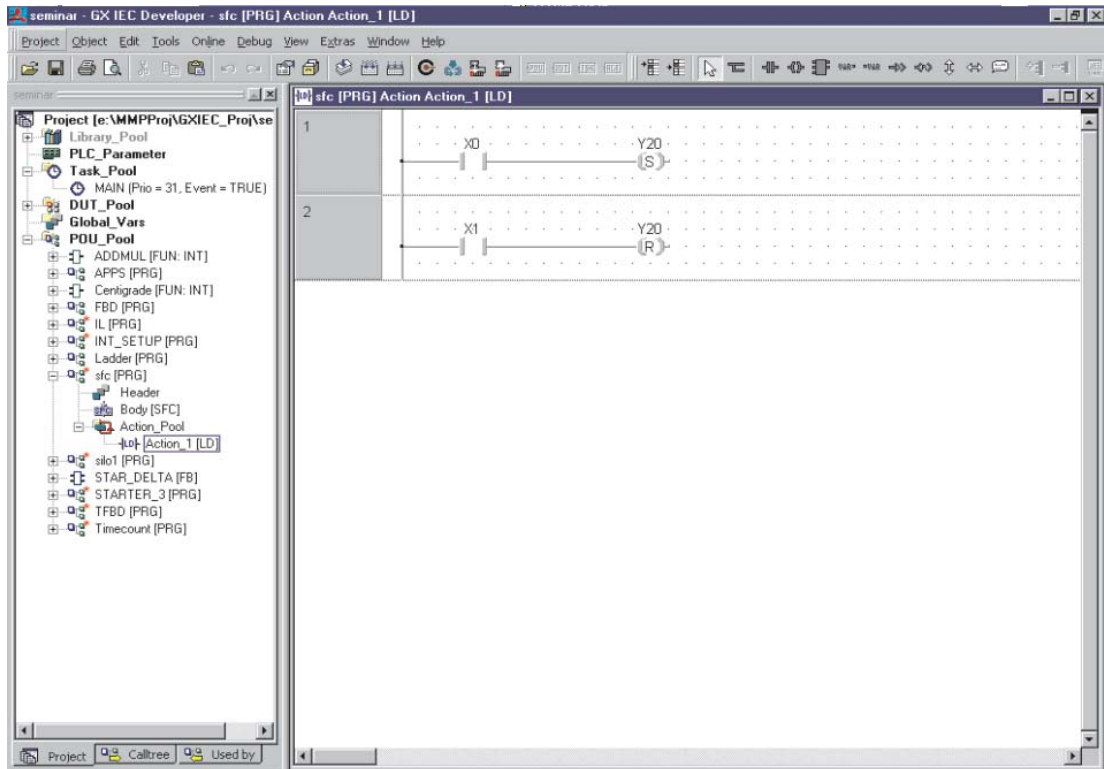 seminar - GX IEC Developer - sfc [PRG] Action Action_1 [LD]
Project Object Edit Tools Online Debug View Extras Window Help
seminar
Project [e:\MMPProj\GXIEC_Proj\se
Library_Pool
PLC_Parameter
Task_Pool
MAIN (Prio = 31, Event = TRUE)
DUT_Pool
Global_Vars
POU_Pool
ADDMUL [FUN: INT]
APPS [PRG]
Centigrade [FUN: INT]
FBD [PRG]
IL [PRG]
INT_SETUP [PRG]
Ladder [PRG]
sfc [PRG]
Header
Body [SFC]
Action_Pool
Action_1 [LD]
silo1 [PRG]
STAR_DELTA [FB]
STARTER_3 [PRG]
TFBD [PRG]
Timecount [PRG]
Project Calltree Used by
sfc [PRG] Action Action_1 [LD]
1
X0 Y20
S
2
X1 Y20
R